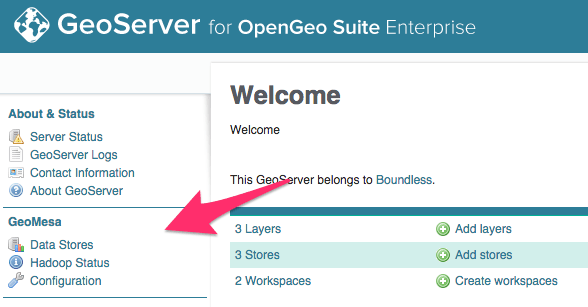 GeoServer for OpenGeo Suite Enterprise
About & Status
Server Status
GeoServer Logs
Contact Information
About GeoServer
GeoMesa
Data Stores
Hadoop Status
Configuration
Welcome
Welcome
This GeoServer belongs to Boundless.
3 Layers Add layers
3 Stores Add stores
2 Workspaces Create workspaces